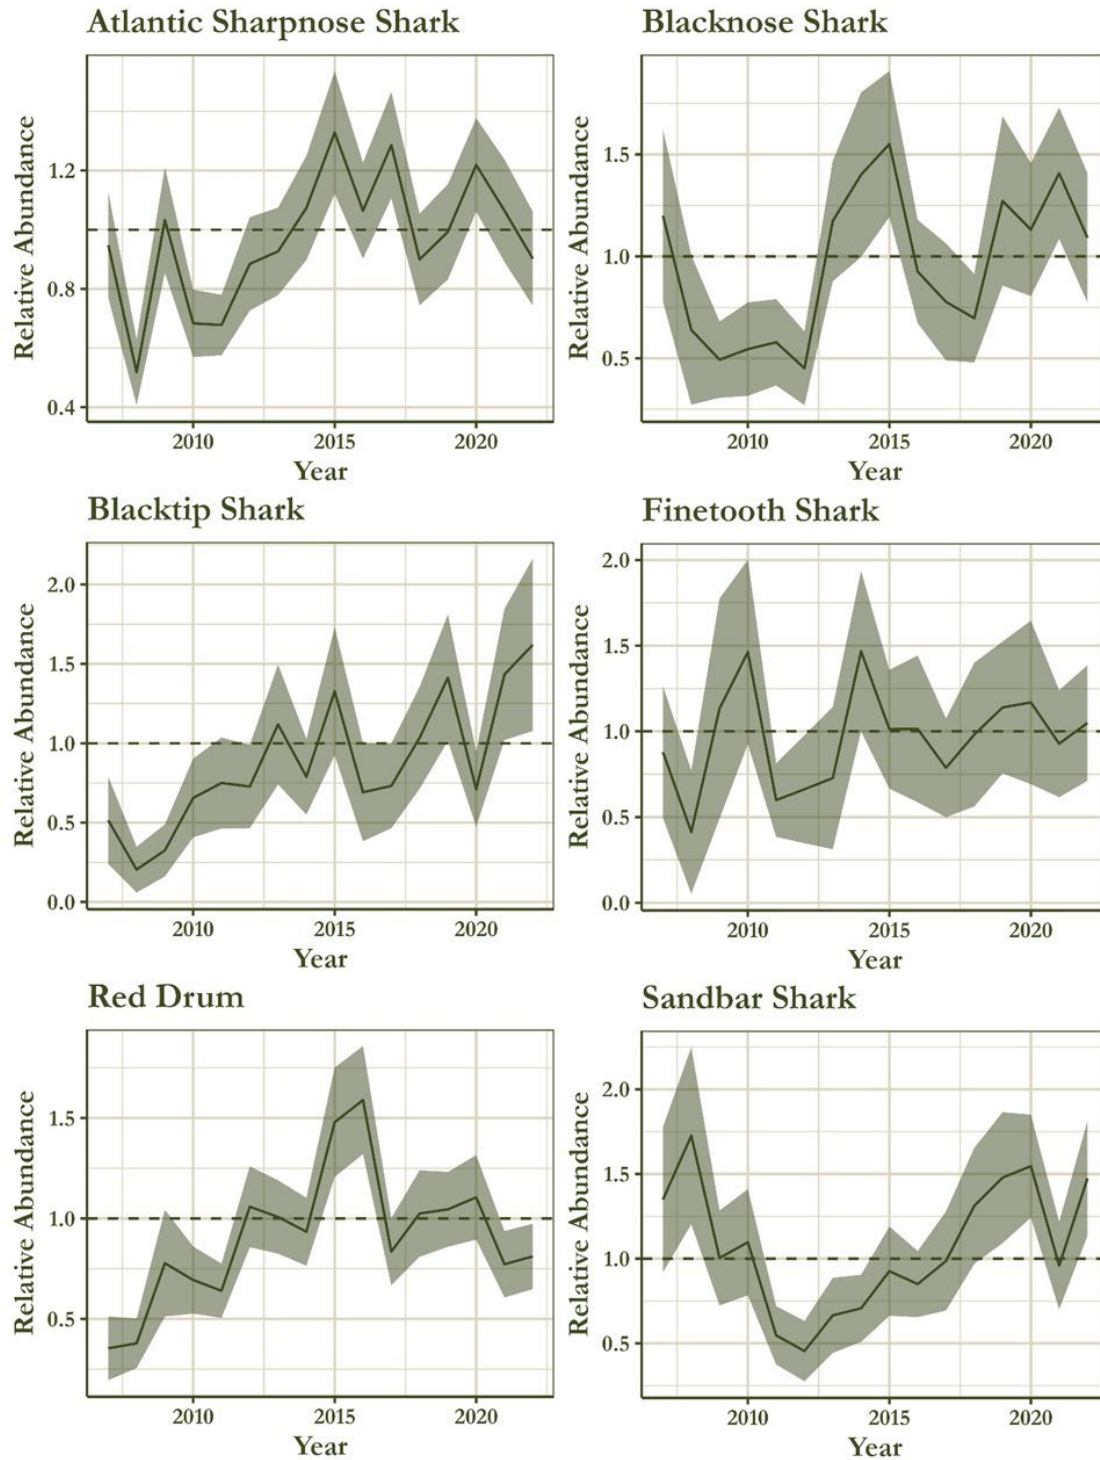 Atlantic Sharpnose Shark
Relative Abundance
1.2
0.8
0.4
2010 2015 2020
Year
Blacknose Shark
Relative Abundance
1.5
1.0
0.5
2010 2015 2020
Year
Blacktip Shark
Relative Abundance
2.0
1.5
1.0
0.5
0.0
2010 2015 2020
Year
Finetooth Shark
Relative Abundance
2.0
1.5
1.0
0.5
0.0
2010 2015 2020
Year
Red Drum
Relative Abundance
1.5
1.0
0.5
2010 2015 2020
Year
Sandbar Shark
Relative Abundance
2.0
1.5
1.0
0.5
2010 2015 2020
Year